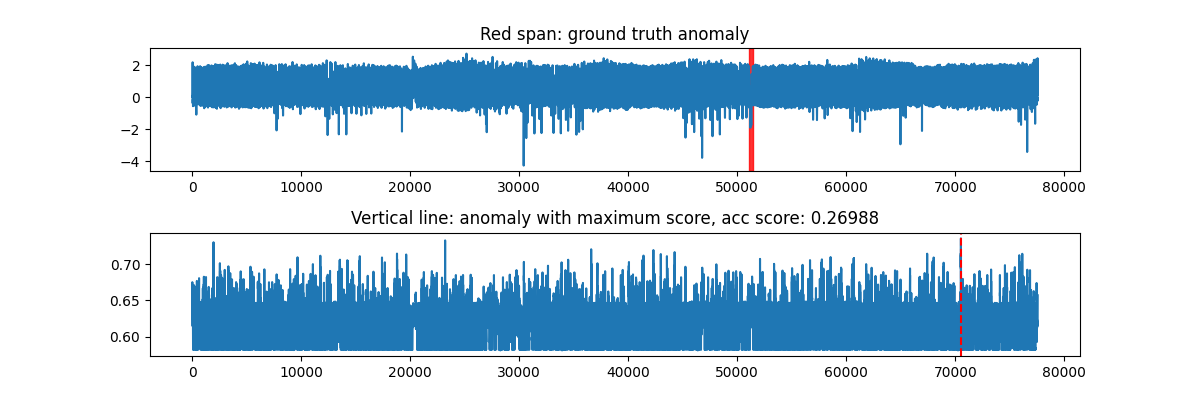 Red span: ground truth anomaly
2
0
−2
−4
0 10000 20000 30000 40000 50000 60000 70000 80000
Vertical line: anomaly with maximum score, acc score: 0.26988
0.70
0.65
0.60
0 10000 20000 30000 40000 50000 60000 70000 80000